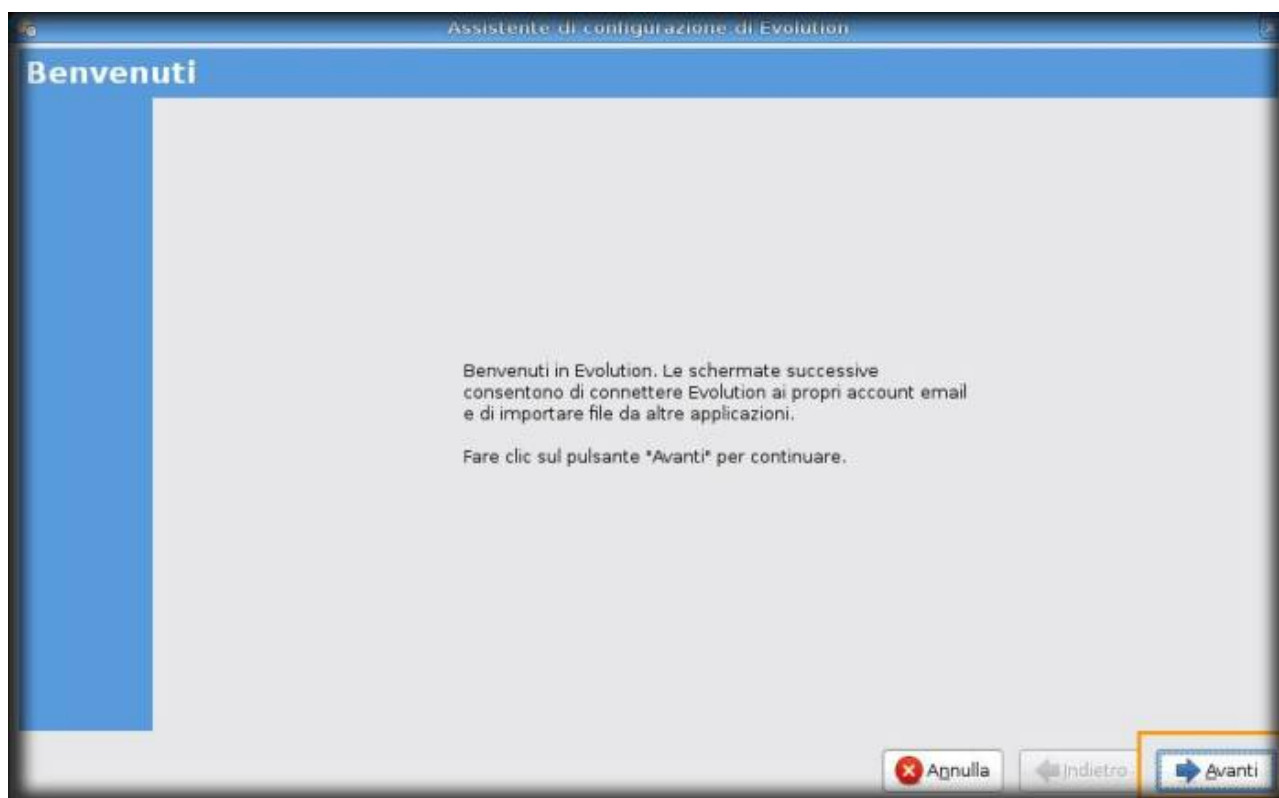 Assistente di configurazione di Evolution
Benvenuti
Benvenuti in Evolution. Le schermate successive
consentono di connettere Evolution ai propri account email
e di importare file da altre applicazioni.
Fare clic sul pulsante "Avanti" per continuare.
Annulla
Indietro
Avanti